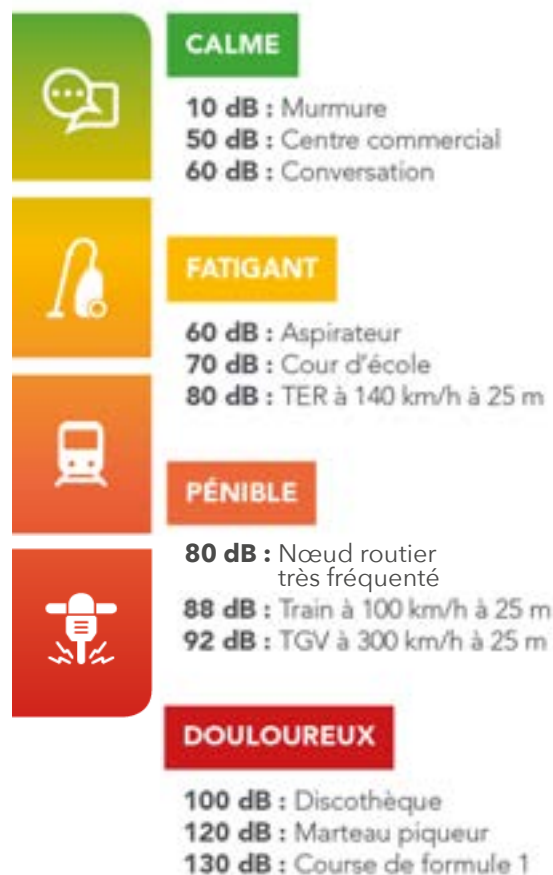 CALME
10 dB : Murmure
50 dB : Centre commercial
60 dB : Conversation
FATIGANT
60 dB : Aspirateur
70 dB : Cour d'école
80 dB : TER à 140 km/h à 25 m
PÉNIBLE
80 dB : Nœud routier
très fréquenté
88 dB : Train à 100 km/h à 25 m
92 dB : TGV à 300 km/h à 25 m
DOULOUREUX
100 dB : Discothèque
120 dB : Marteau piqueur
130 dB : Course de formule 1